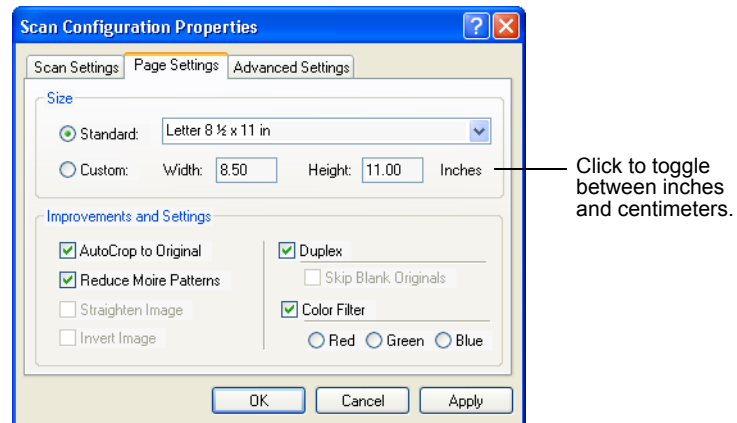 Scan Configuration Properties
Scan Settings Page Settings Advanced Settings
Size
Standard: Letter 8 ½ x 11 in
Custom: Width: 8.50 Height: 11.00 Inches
Click to toggle
between inches
and centimeters.
Improvements and Settings
AutoCrop to Original Duplex
Reduce Moire Patterns Skip Blank Originals
Straighten Image Color Filter
Invert Image Red Green Blue
OK Cancel Apply